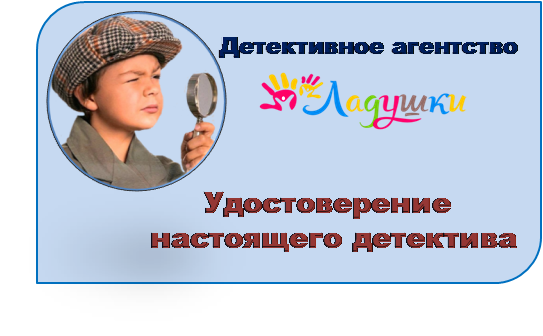 Детективное агентство
Ладушки
Удостоверение
настоящего детектива